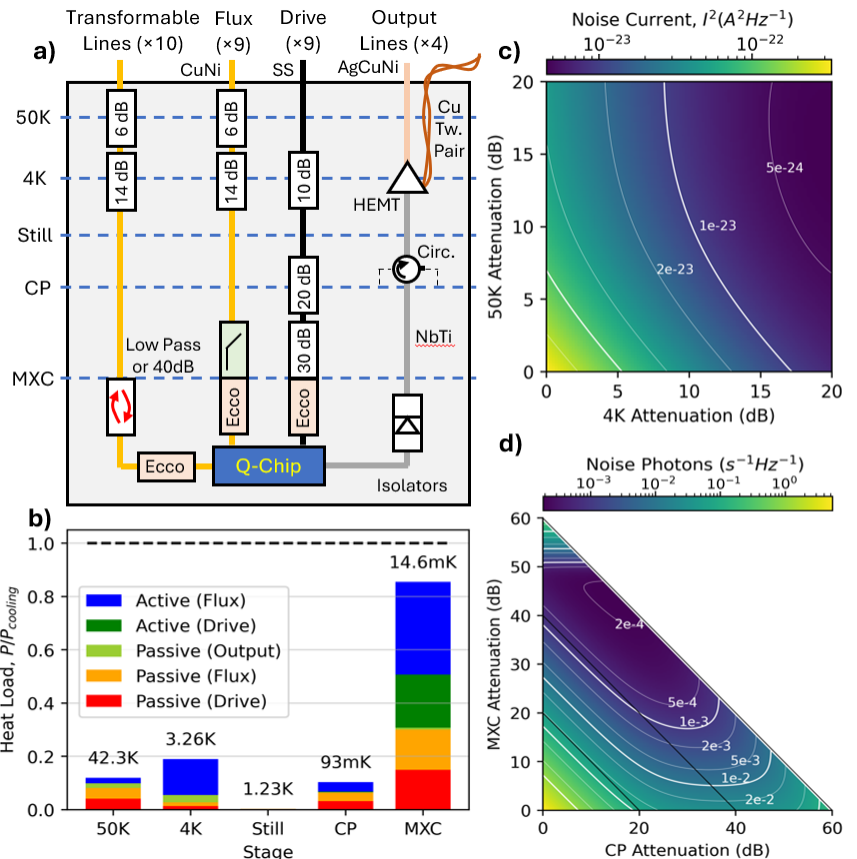 a)
Transformable
Lines (×10)
Flux
(×9)
Drive
(×9)
Output
Lines (×4)
CuNi
SS
AgCuNi
50K
6 dB
6 dB
Cu
Tw.
Pair
4K
14 dB
14 dB
10 dB
HEMT
Still
Circ.
CP
20 dB
Low Pass
or 40dB
30 dB
NbTi
MXC
Ecco
Ecco
Ecco
Q-Chip
Isolators
b)
Heat Load, P/Pcooling
1.0
0.8
0.6
0.4
0.2
0.0
Active (Flux)
Active (Drive)
Passive (Output)
Passive (Flux)
Passive (Drive)
42.3K
3.26K
1.23K
93mK
14.6mK
50K
4K
Still
CP
MXC
Stage
c)
Noise Current, I²(A²Hz⁻¹)
10⁻²³
10⁻²²
50K Attenuation (dB)
20
15
10
5
0
5e-24
1e-23
2e-23
0
5
10
15
20
4K Attenuation (dB)
d)
Noise Photons (s⁻¹Hz⁻¹)
10⁻³
10⁻²
10⁻¹
10⁰
MXC Attenuation (dB)
60
50
40
30
20
10
0
2e-4
5e-4
1e-3
2e-3
5e-3
1e-2
2e-2
0
20
40
60
CP Attenuation (dB)